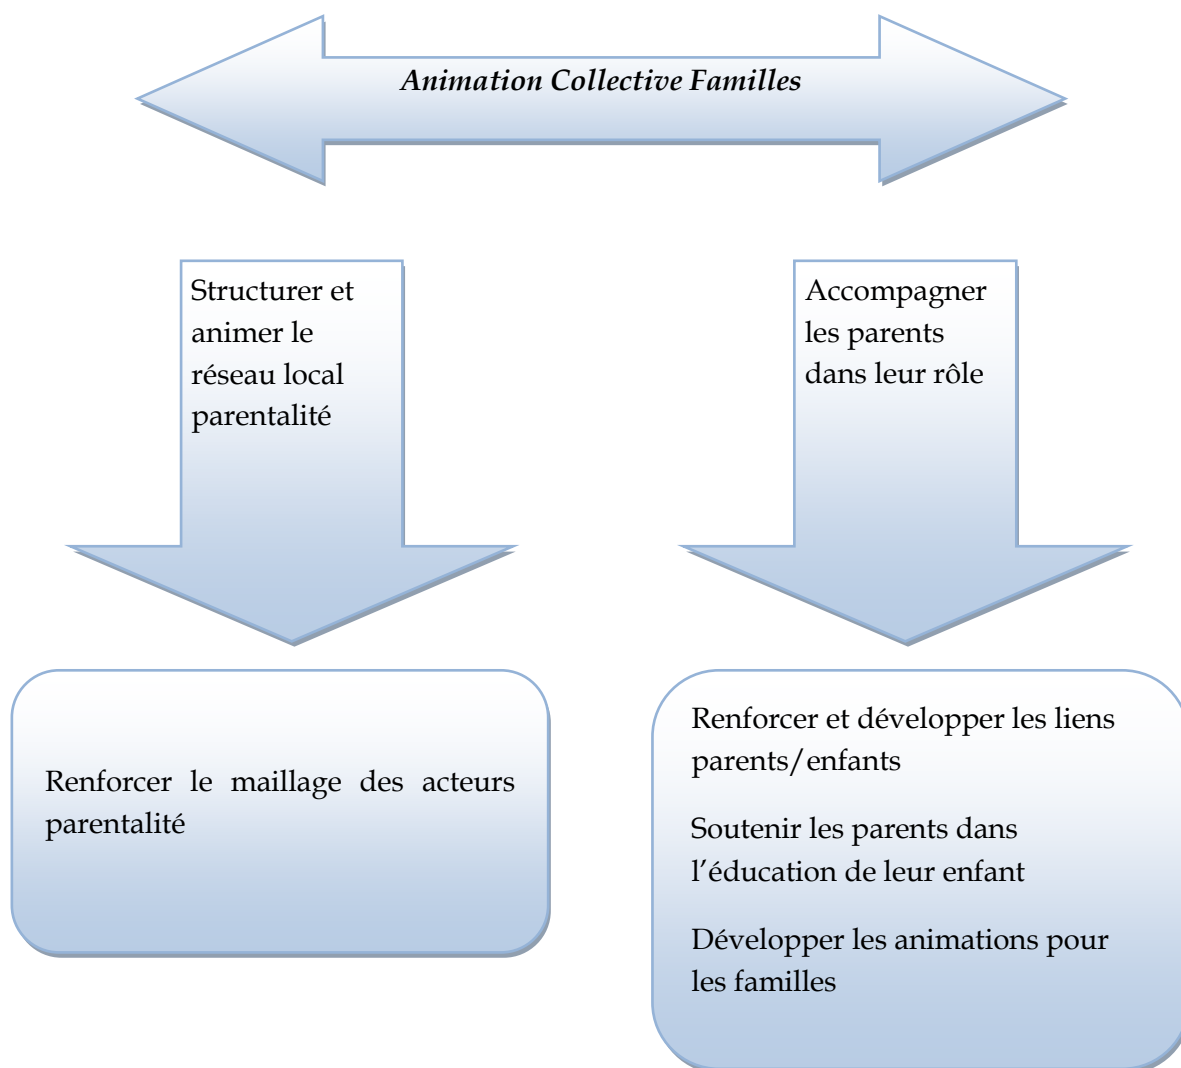 Animation Collective Familles
Structurer et
animer le
réseau local
parentalité
Accompagner
les parents
dans leur rôle
Renforcer le maillage des acteurs
parentalité
Renforcer et développer les liens
parents/enfants
Soutenir les parents dans
l’éducation de leur enfant
Développer les animations pour
les familles